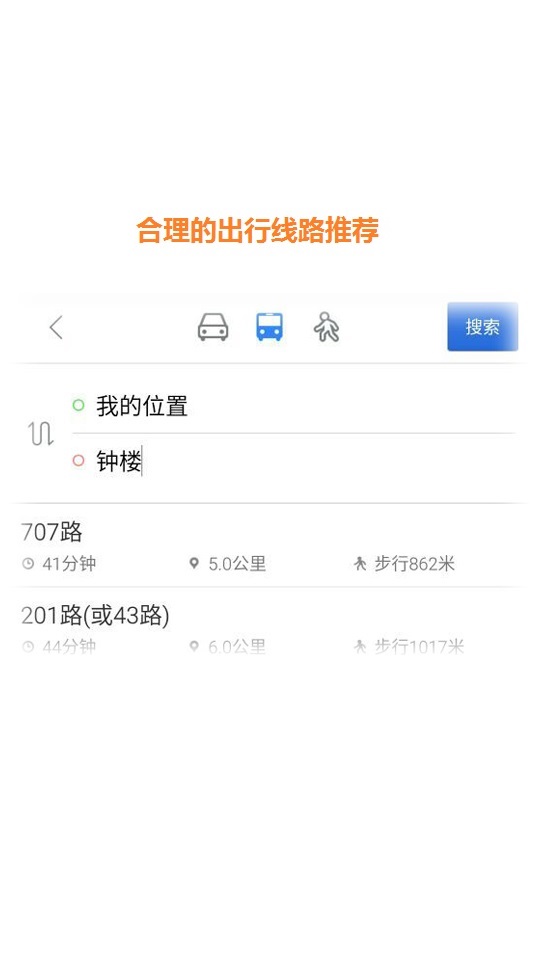 合理的出行线路推荐
搜索
我的位置
钟楼
707路
41分钟 5.0公里 步行862米
201路(或43路)
44分钟 6.0公里 步行1017米